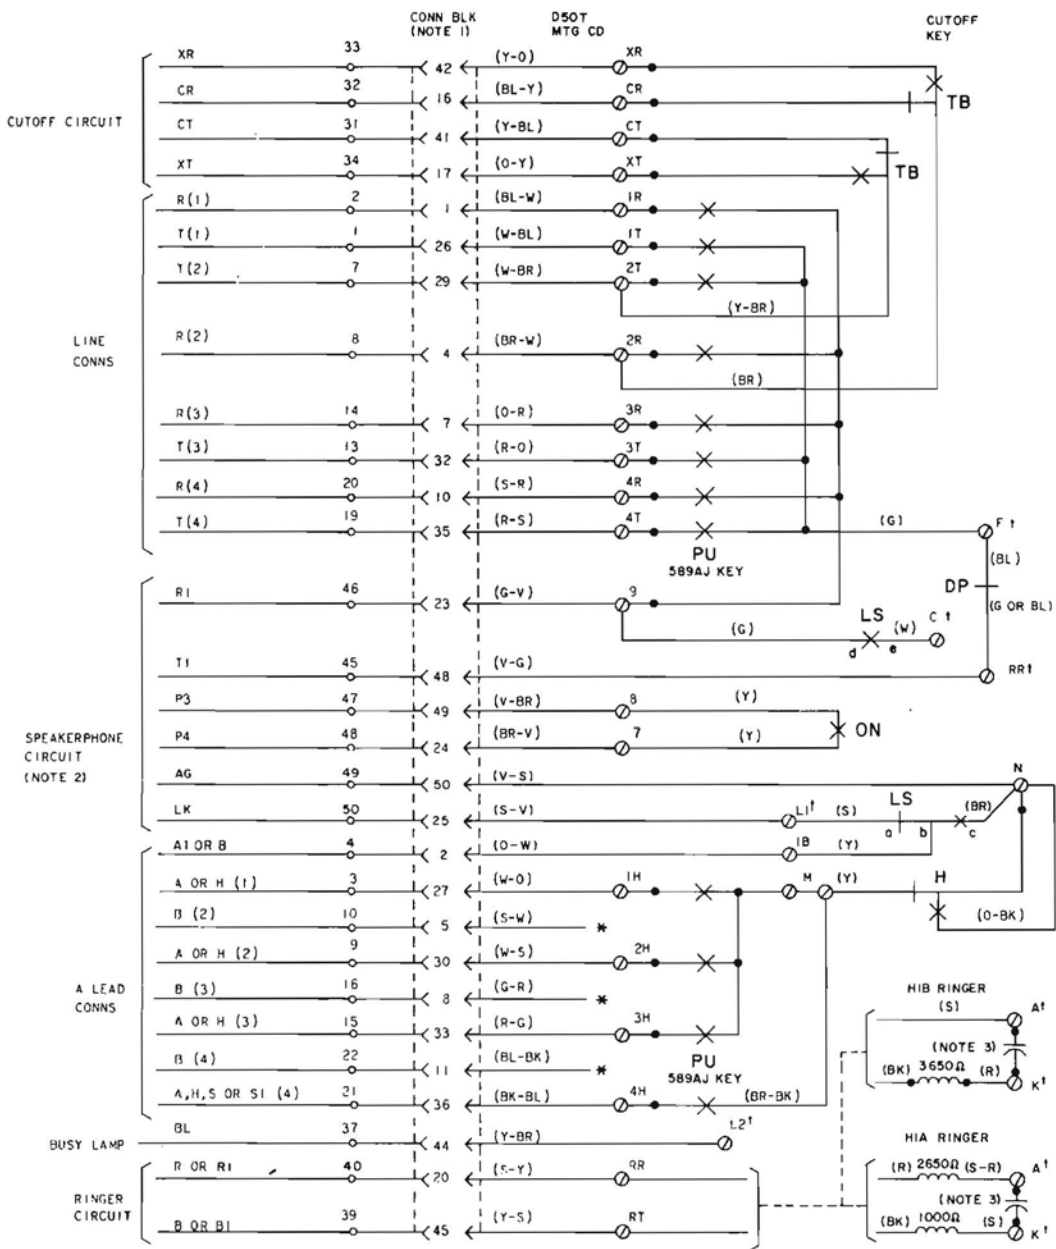 CONN BLK
(NOTE 1)
D50T
MTG CD
CUTOFF
KEY
CUTOFF CIRCUIT
XR 33 42 (Y-O) XR
CR 32 16 (BL-Y) CR TB
CT 31 41 (Y-BL) CT
XT 34 17 (O-Y) XT TB
LINE
CONNS
R(1) 2 1 (BL-W) 1R
T(1) 1 26 (W-BL) 1T
T(2) 7 29 (W-BR) 2T
(Y-BR)
R(2) 8 4 (BR-W) 2R
(BR)
R(3) 14 7 (O-R) 3R
T(3) 13 32 (R-O) 3T
R(4) 20 10 (S-R) 4R
T(4) 19 35 (R-S) 4T (G) F†
PU
589AJ KEY
(BL)
DP
(G OR BL)
SPEAKERPHONE
CIRCUIT
(NOTE 2)
R1 46 23 (G-V) 9
(G) LS (W) C†
d e
T1 45 48 (V-G) RR†
P3 47 49 (V-BR) 8 (Y)
ON
P4 48 24 (BR-V) 7 (Y)
AG 49 50 (V-S) N
LK 50 25 (S-V) L1† (S) LS (BR)
a b c
A LEAD
CONNS
A1 OR B 4 2 (O-W) 1B (Y)
A OR H (1) 3 27 (W-O) 1H M (Y) H
(O-BK)
B (2) 10 5 (S-W) *
A OR H (2) 9 30 (W-S) 2H
B (3) 16 8 (G-R) *
A OR H (3) 15 33 (R-G) 3H
B (4) 22 11 (BL-BK) *
PU
589AJ KEY
A,H,S OR S1 (4) 21 36 (BK-BL) 4H (BR-BK)
BUSY LAMP
BL 37 44 (Y-BR) L2†
RINGER
CIRCUIT
R OR R1 40 20 (S-Y) RR
B OR B1 39 45 (Y-S) RT
H1B RINGER
(S) A†
(NOTE 3)
(BK) 3650Ω (R) K†
H1A RINGER
(R) 2650Ω (S-R) A†
(NOTE 3)
(BK) 1000Ω (S) K†